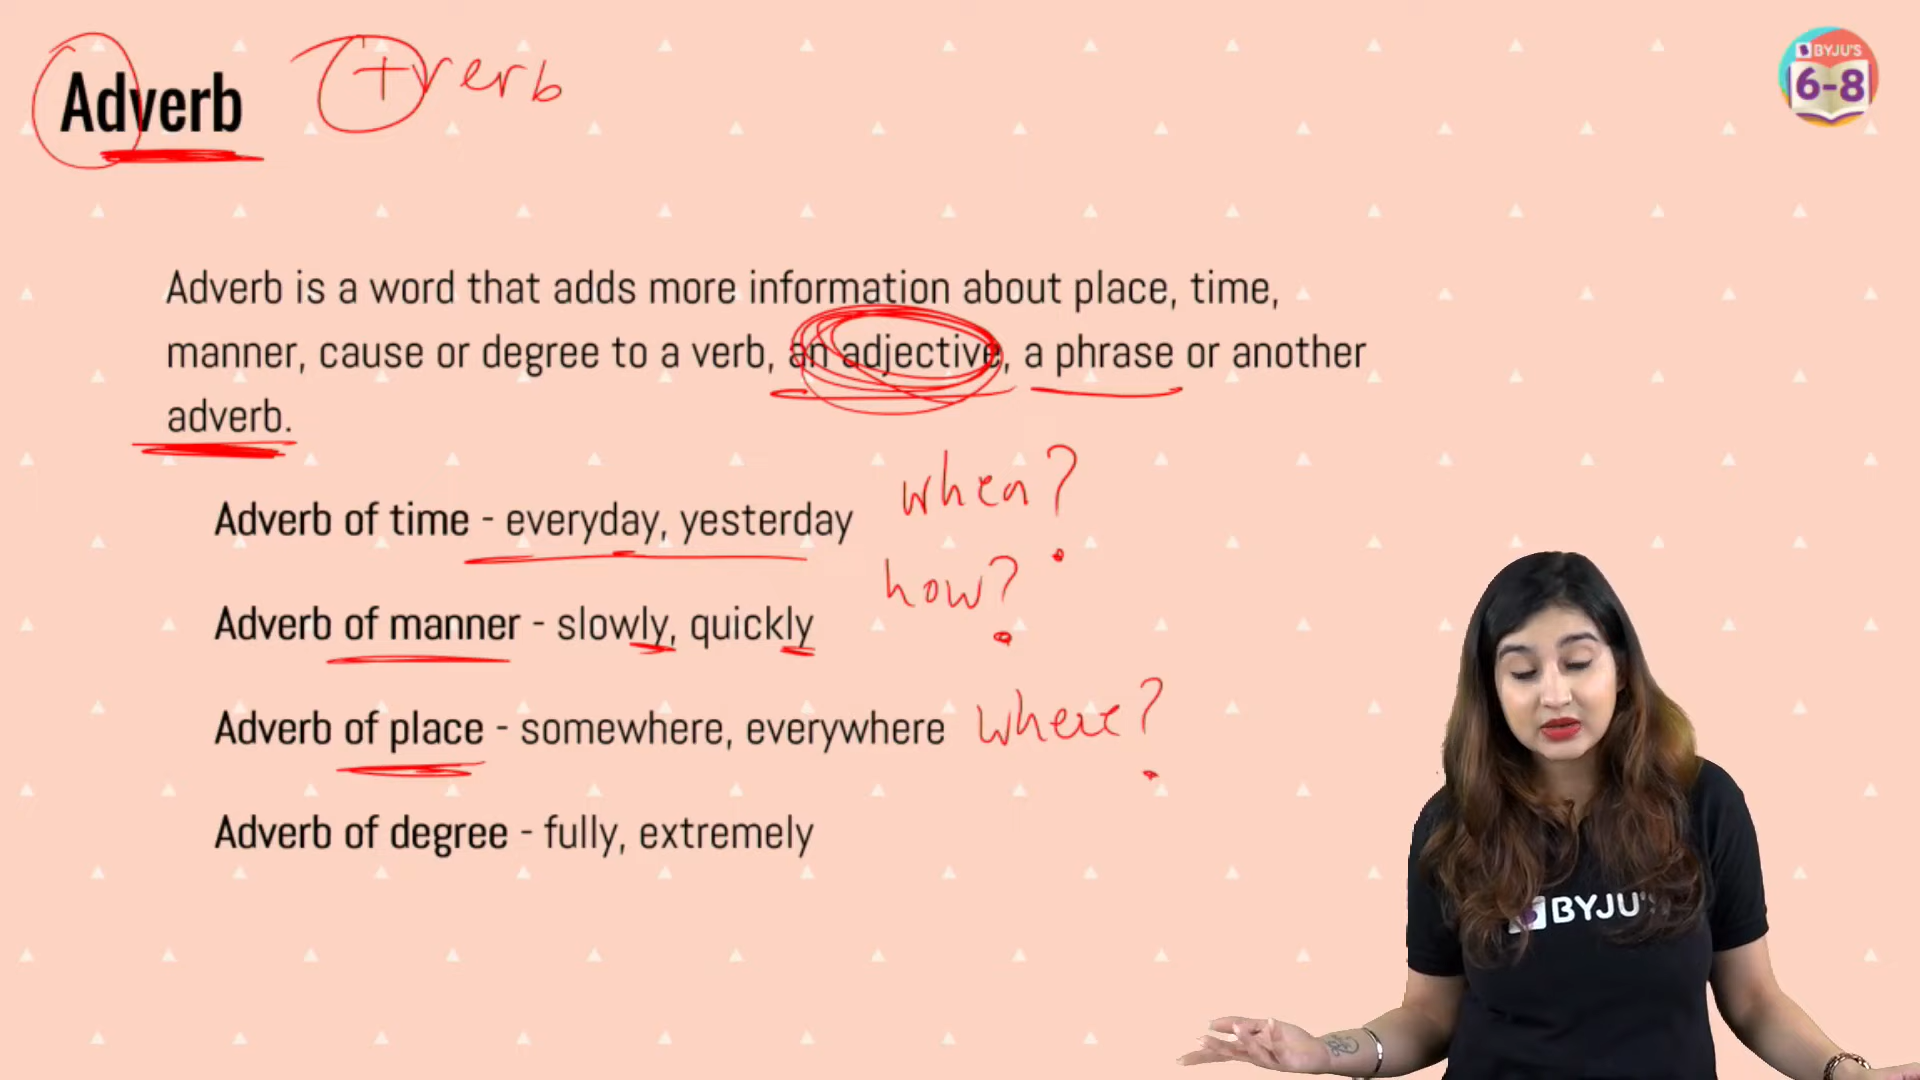 Adverb + verb
BYJU'S
6-8
Adverb is a word that adds more information about place, time,
manner, cause or degree to a verb, an adjective, a phrase or another
adverb.
when?
Adverb of time - everyday, yesterday
how?
Adverb of manner - slowly, quickly
Adverb of place - somewhere, everywhere where?
Adverb of degree - fully, extremely
BYJU'S